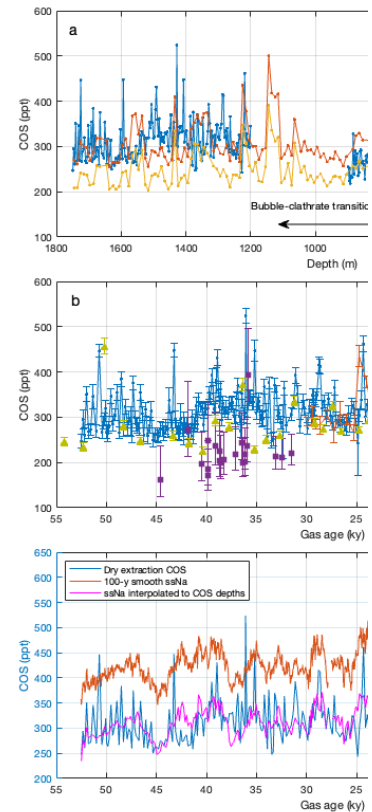 600
a
500
400
COS (ppt)
300
200
Bubble-clathrate transitio
100
1800 1600 1400 1200 1000
Depth (m)
600
b
500
400
COS (ppt)
300
200
100
55 50 45 40 35 30 25
Gas age (ky)
650
Dry extraction COS
600
100-y smooth ssNa
550
ssNa interpolated to COS depths
500
450
COS (ppt)
400
350
300
250
200
55 50 45 40 35 30 25
Gas age (ky)